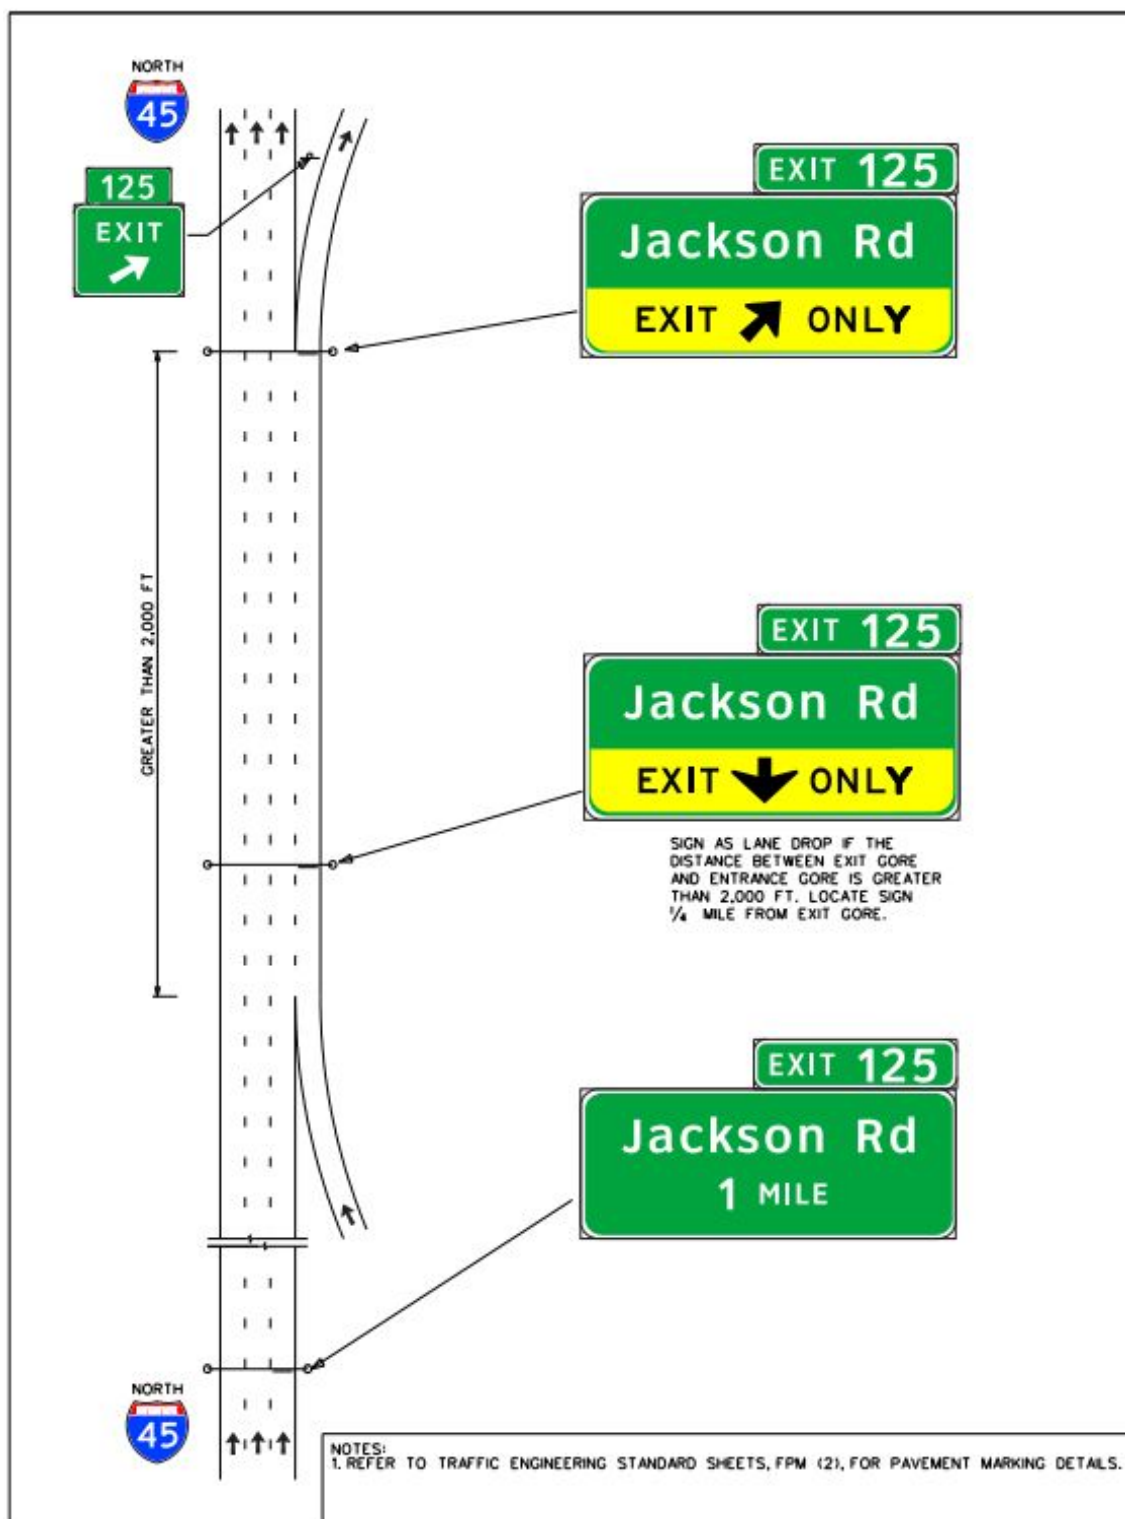 NORTH
45
125
EXIT
EXIT 125
Jackson Rd
EXIT ONLY
GREATER THAN 2,000 FT
EXIT 125
Jackson Rd
EXIT ONLY
SIGN AS LANE DROP IF THE
DISTANCE BETWEEN EXIT GORE
AND ENTRANCE GORE IS GREATER
THAN 2,000 FT. LOCATE SIGN
1/4 MILE FROM EXIT GORE.
EXIT 125
Jackson Rd
1 MILE
NORTH
45
NOTES:
1. REFER TO TRAFFIC ENGINEERING STANDARD SHEETS, FPM (2), FOR PAVEMENT MARKING DETAILS.